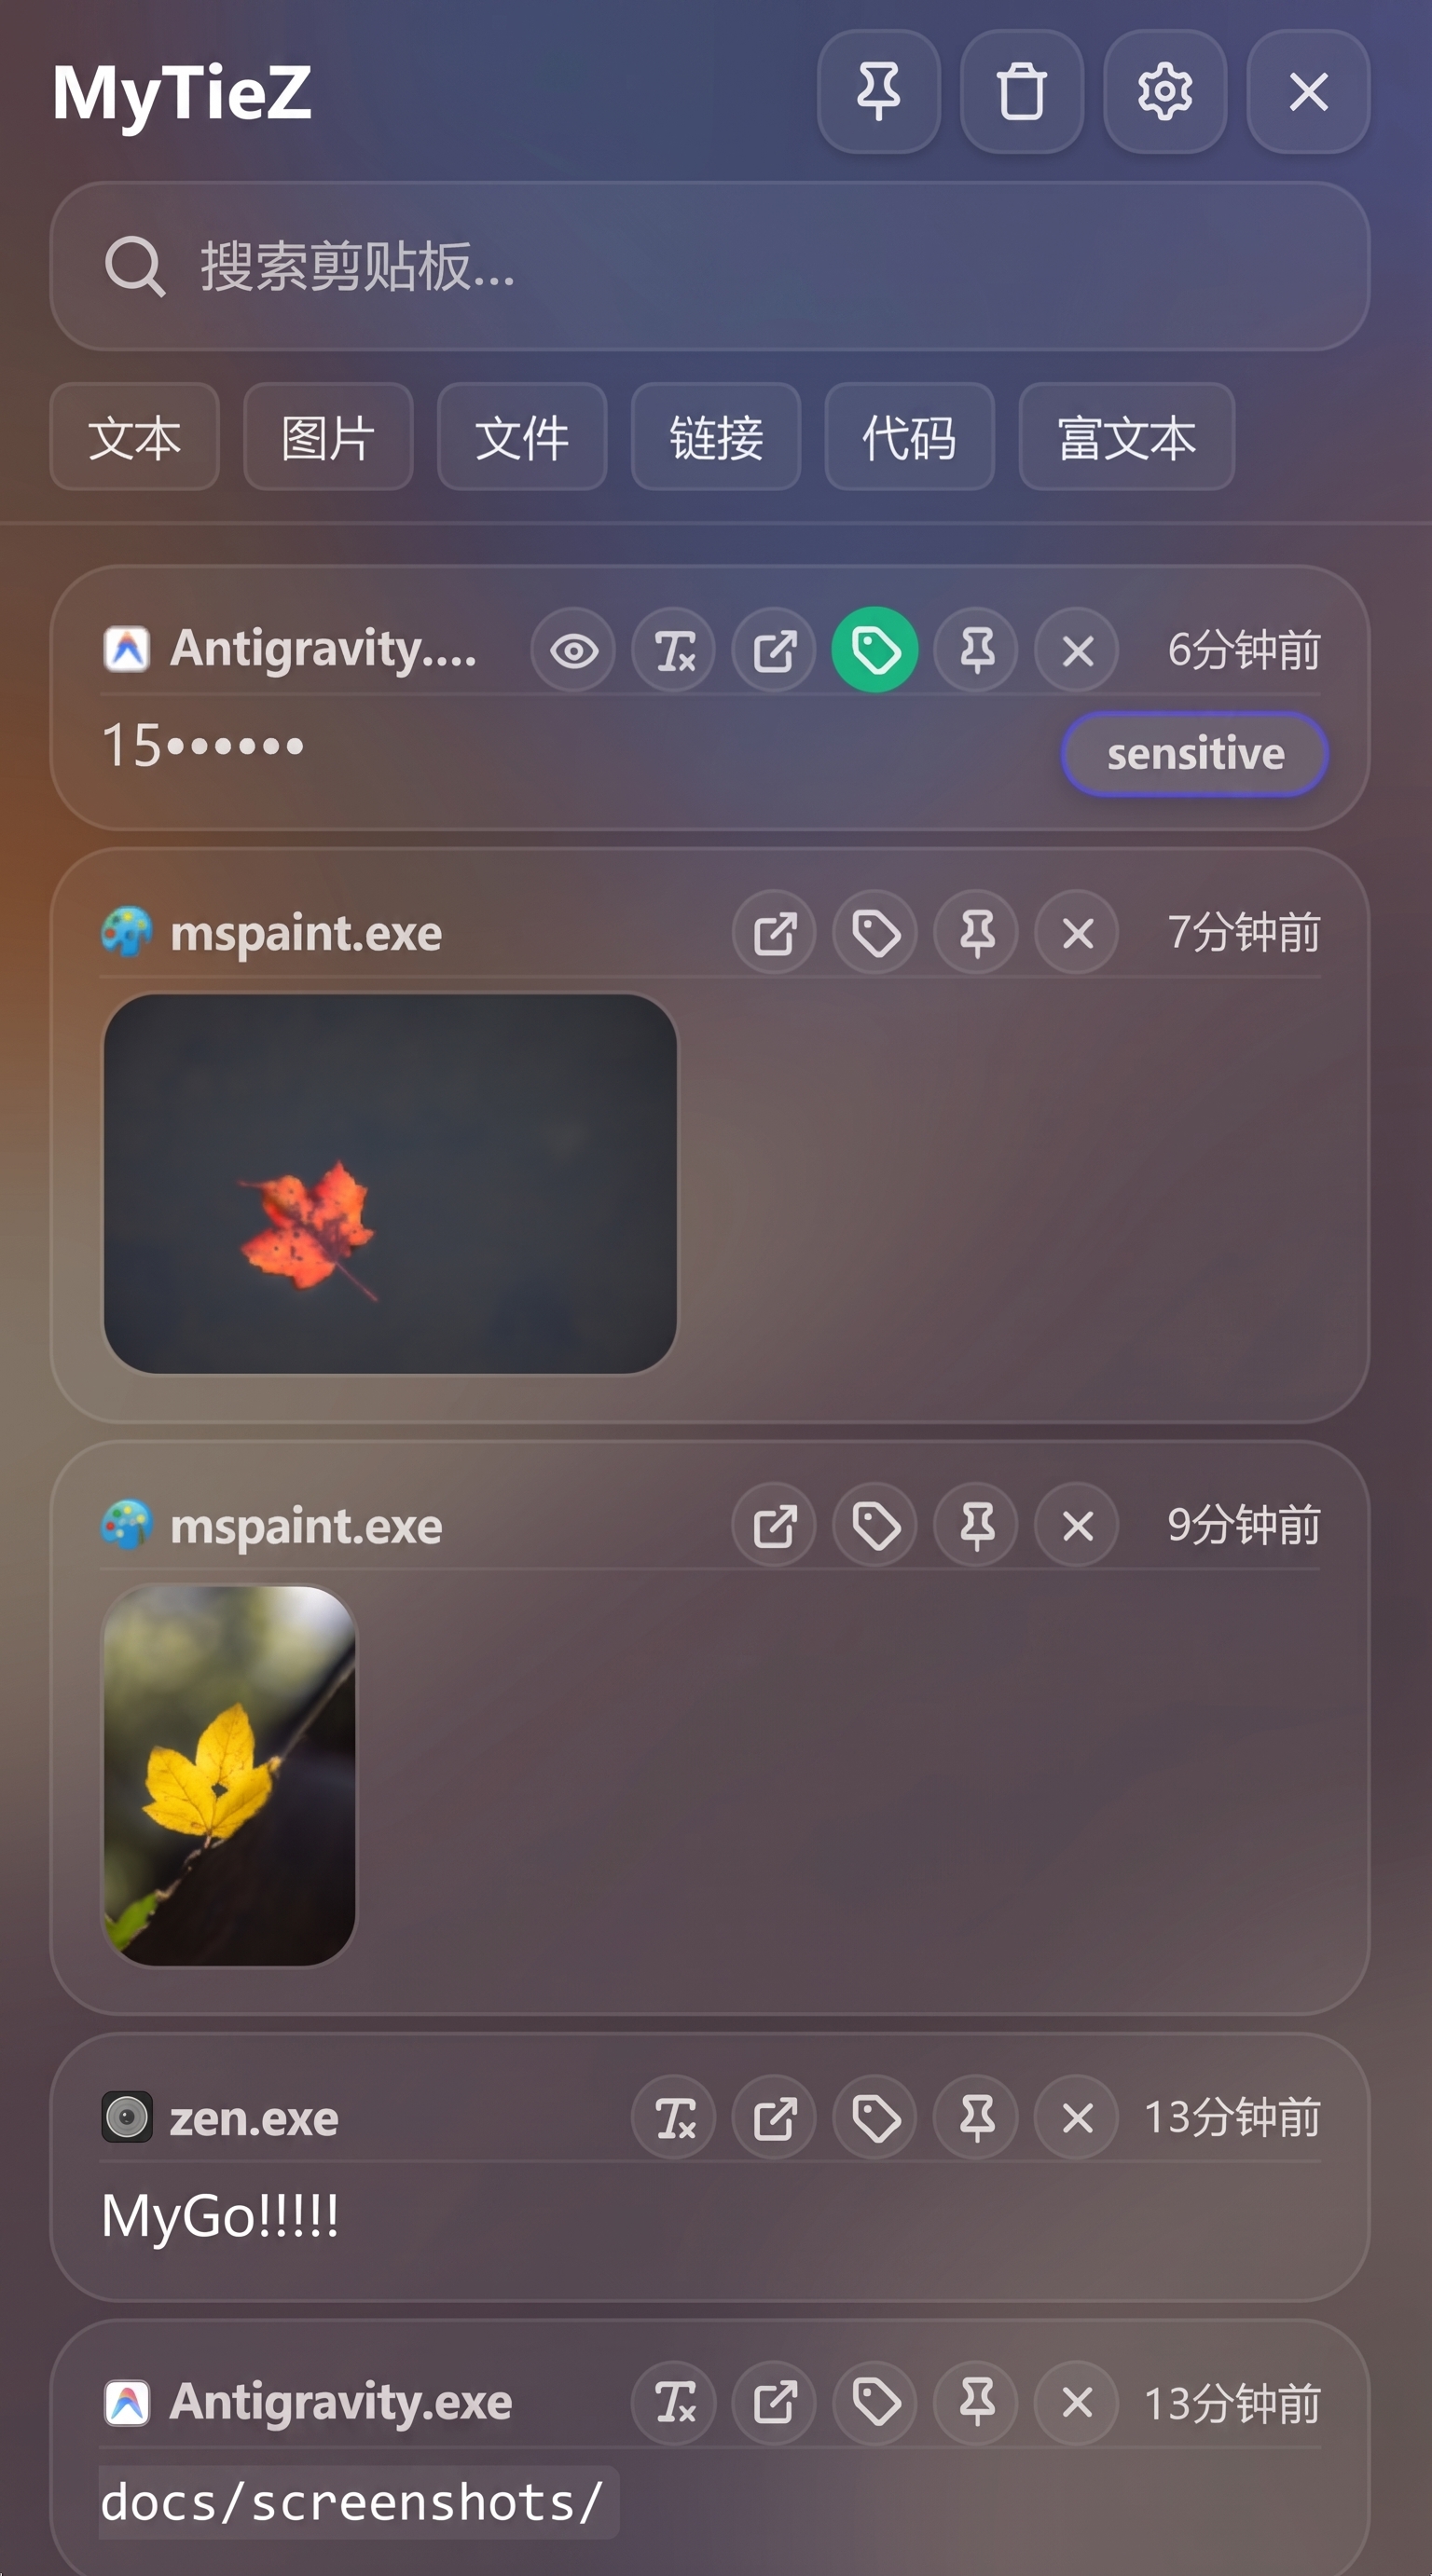 MyTieZ
搜索剪贴板...
文本 图片 文件 链接 代码 富文本
Antigravity.... 6分钟前
15•••••• sensitive
mspaint.exe 7分钟前
mspaint.exe 9分钟前
zen.exe 13分钟前
MyGo!!!!!
Antigravity.exe 13分钟前
docs/screenshots/